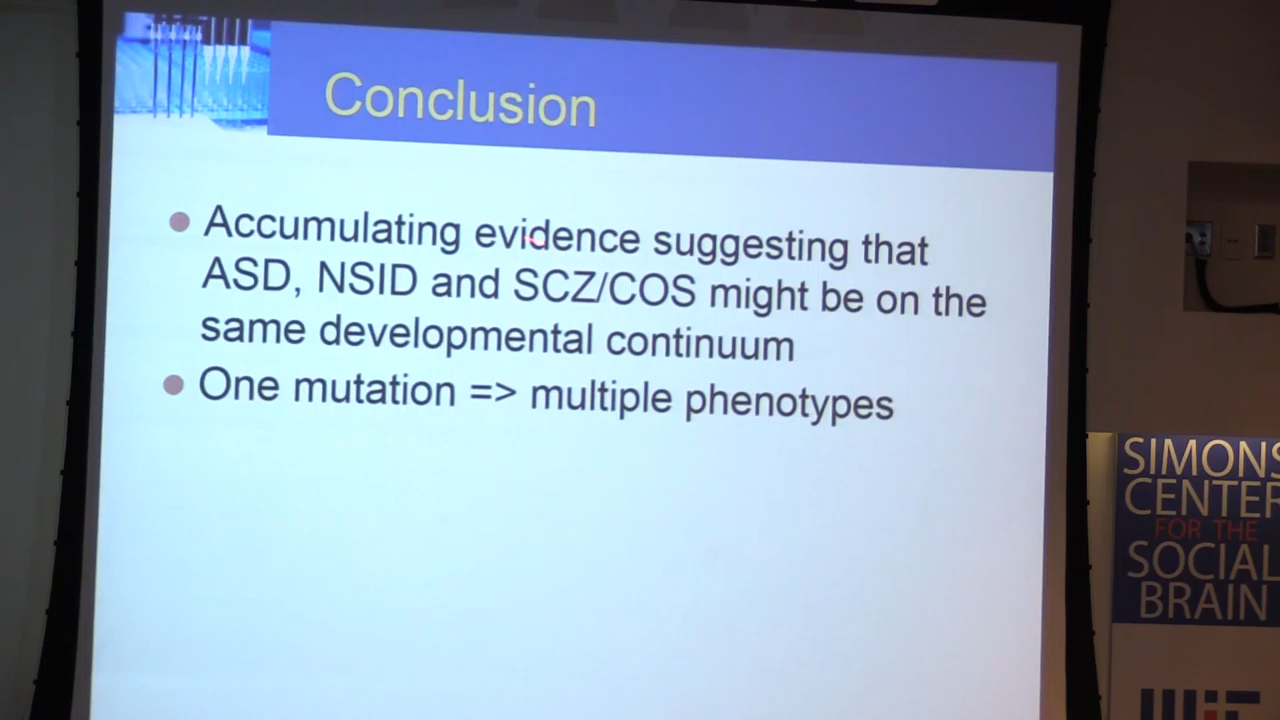 Conclusion
Accumulating evidence suggesting that
ASD, NSID and SCZ/COS might be on the
same developmental continuum
One mutation => multiple phenotypes
SIMONS
CENTER
FOR THE
SOCIAL
BRAIN